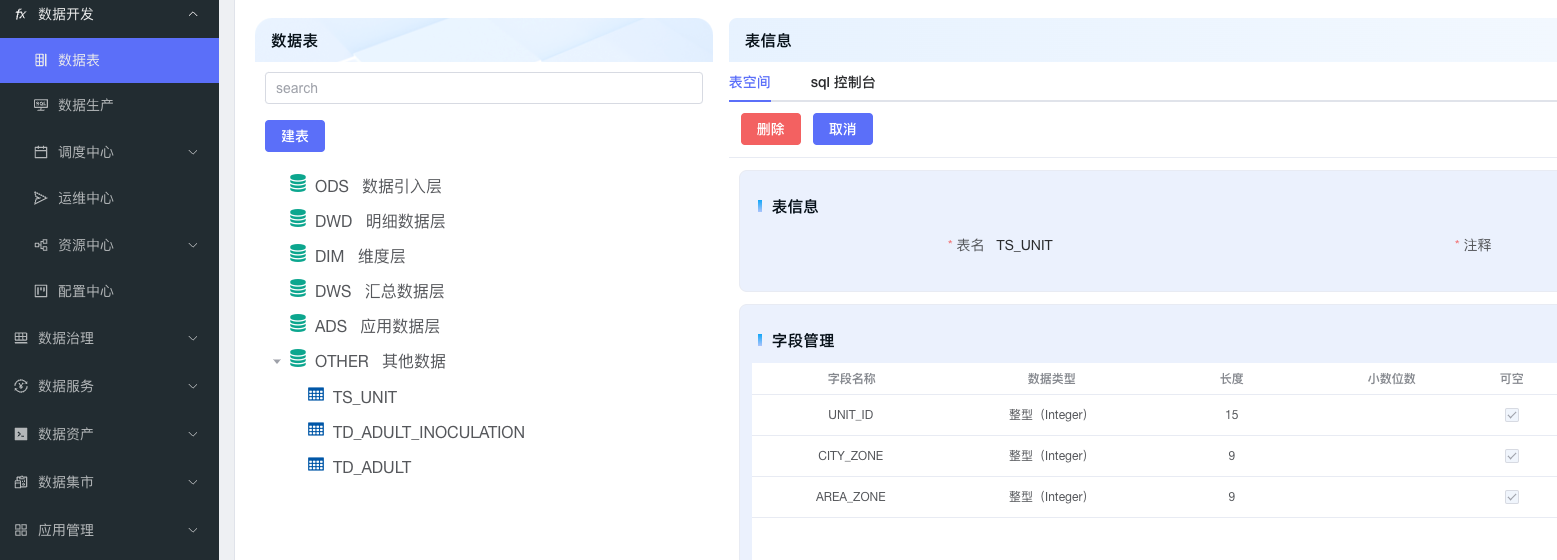 fx 数据开发
数据表
数据生产
调度中心
运维中心
资源中心
配置中心
数据治理
数据服务
数据资产
数据集市
应用管理
数据表
search
建表
ODS 数据引入层
DWD 明细数据层
DIM 维度层
DWS 汇总数据层
ADS 应用数据层
OTHER 其他数据
TS_UNIT
TD_ADULT_INOCULATION
TD_ADULT
表信息
表空间 sql 控制台
删除 取消
表信息
* 表名 TS_UNIT * 注释
字段管理
字段名称 数据类型 长度 小数位数 可空
UNIT_ID 整型（Integer） 15
CITY_ZONE 整型（Integer） 9
AREA_ZONE 整型（Integer） 9